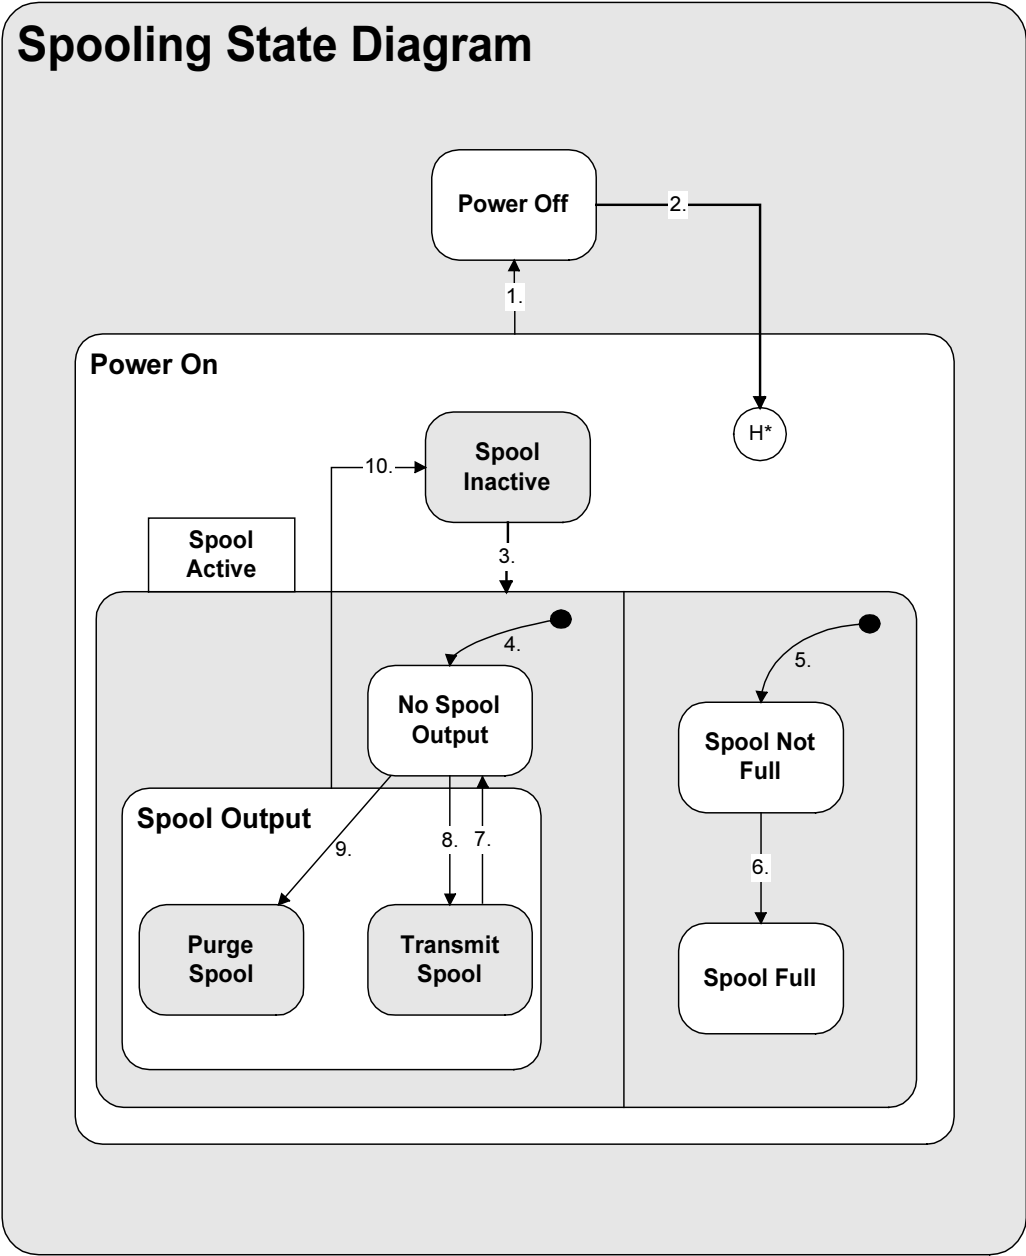 Spooling State Diagram
Power Off
2.
1.
Power On
H*
Spool
Inactive
10.
Spool
Active
3.
4.
5.
No Spool
Output
Spool Not
Full
Spool Output
9.
8.
7.
6.
Purge
Spool
Transmit
Spool
Spool Full